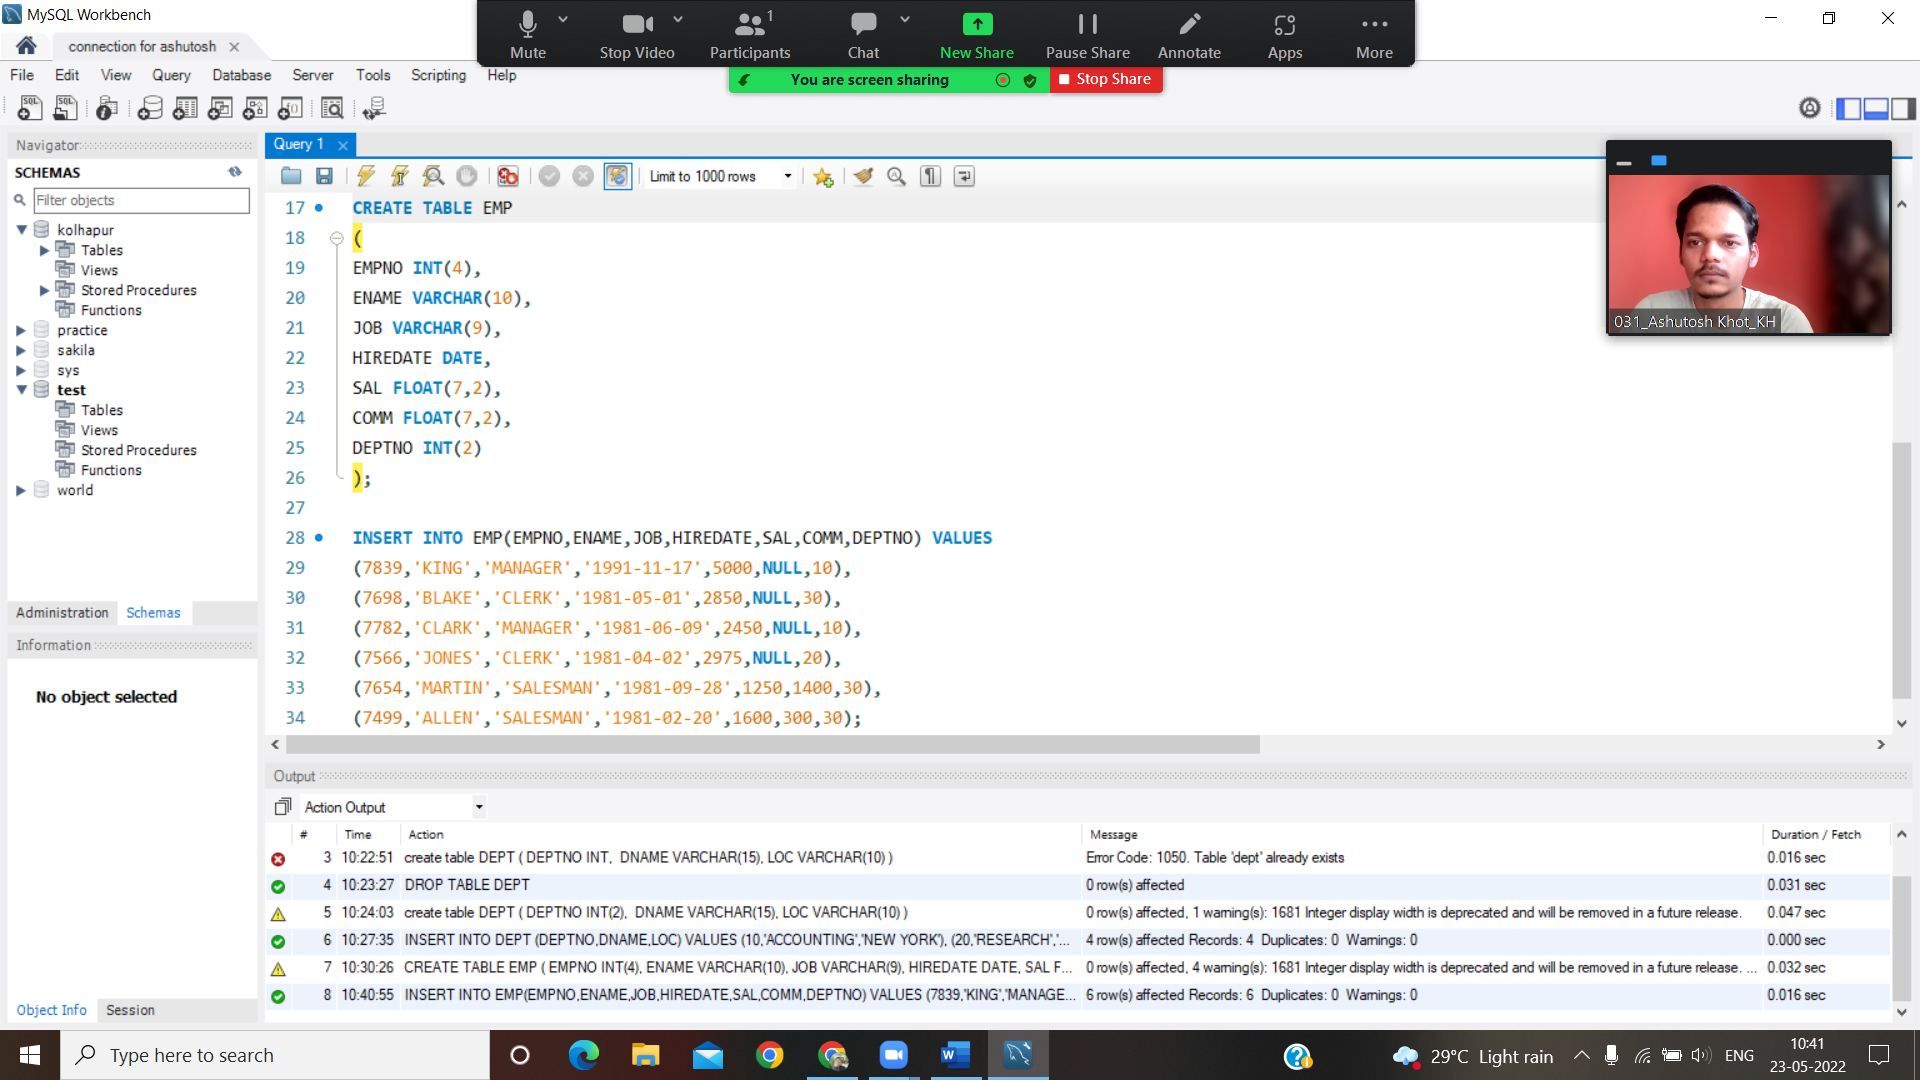 MySQL Workbench
connection for ashutosh
Mute
Stop Video
1
Participants
Chat
New Share
Pause Share
Annotate
Apps
More
You are screen sharing
Stop Share
File Edit View Query Database Server Tools Scripting Help
Navigator
SCHEMAS
Filter objects
kolhapur
Tables
Views
Stored Procedures
Functions
practice
sakila
sys
test
Tables
Views
Stored Procedures
Functions
world
Administration Schemas
Information
No object selected
Object Info Session
Query 1
Limit to 1000 rows
17 CREATE TABLE EMP
18 (
19 EMPNO INT(4),
20 ENAME VARCHAR(10),
21 JOB VARCHAR(9),
22 HIREDATE DATE,
23 SAL FLOAT(7,2),
24 COMM FLOAT(7,2),
25 DEPTNO INT(2)
26 );
27
28 INSERT INTO EMP(EMPNO,ENAME,JOB,HIREDATE,SAL,COMM,DEPTNO) VALUES
29 (7839,'KING','MANAGER','1991-11-17',5000,NULL,10),
30 (7698,'BLAKE','CLERK','1981-05-01',2850,NULL,30),
31 (7782,'CLARK','MANAGER','1981-06-09',2450,NULL,10),
32 (7566,'JONES','CLERK','1981-04-02',2975,NULL,20),
33 (7654,'MARTIN','SALESMAN','1981-09-28',1250,1400,30),
34 (7499,'ALLEN','SALESMAN','1981-02-20',1600,300,30);
031_Ashutosh Khot_KH
Output
Action Output
# Time Action Message Duration / Fetch
3 10:22:51 create table DEPT ( DEPTNO INT, DNAME VARCHAR(15), LOC VARCHAR(10) ) Error Code: 1050. Table 'dept' already exists 0.016 sec
4 10:23:27 DROP TABLE DEPT 0 row(s) affected 0.031 sec
5 10:24:03 create table DEPT ( DEPTNO INT(2), DNAME VARCHAR(15), LOC VARCHAR(10) ) 0 row(s) affected, 1 warning(s): 1681 Integer display width is deprecated and will be removed in a future release. 0.047 sec
6 10:27:35 INSERT INTO DEPT (DEPTNO,DNAME,LOC) VALUES (10,'ACCOUNTING','NEW YORK'), (20,'RESEARCH','... 4 row(s) affected Records: 4 Duplicates: 0 Warnings: 0 0.000 sec
7 10:30:26 CREATE TABLE EMP ( EMPNO INT(4), ENAME VARCHAR(10), JOB VARCHAR(9), HIREDATE DATE, SAL F... 0 row(s) affected, 4 warning(s): 1681 Integer display width is deprecated and will be removed in a future release. ... 0.032 sec
8 10:40:55 INSERT INTO EMP(EMPNO,ENAME,JOB,HIREDATE,SAL,COMM,DEPTNO) VALUES (7839,'KING','MANAGE... 6 row(s) affected Records: 6 Duplicates: 0 Warnings: 0 0.016 sec
Type here to search
29°C Light rain
ENG
10:41
23-05-2022